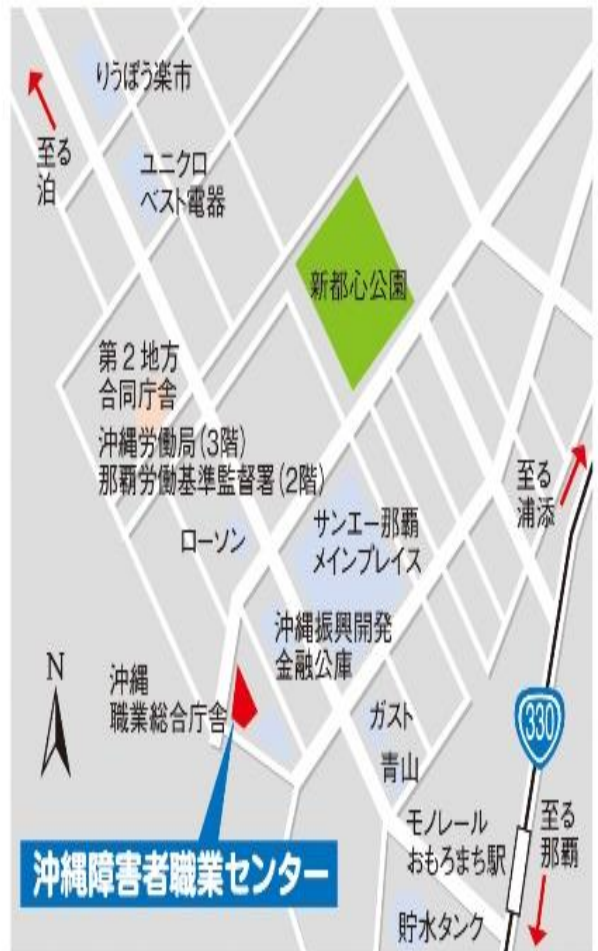 りうぼう楽市
至る
泊
ユニクロ
ベスト電器
新都心公園
第2地方
合同庁舎
沖縄労働局(3階)
那覇労働基準監督署(2階)
至る
浦添
ローソン
サンエー那覇
メインプレイス
沖縄振興開発
金融公庫
N
沖縄
職業総合庁舎
ガスト
330
青山
モノレール
おもろまち駅
至る
那覇
沖縄障害者職業センター
貯水タンク